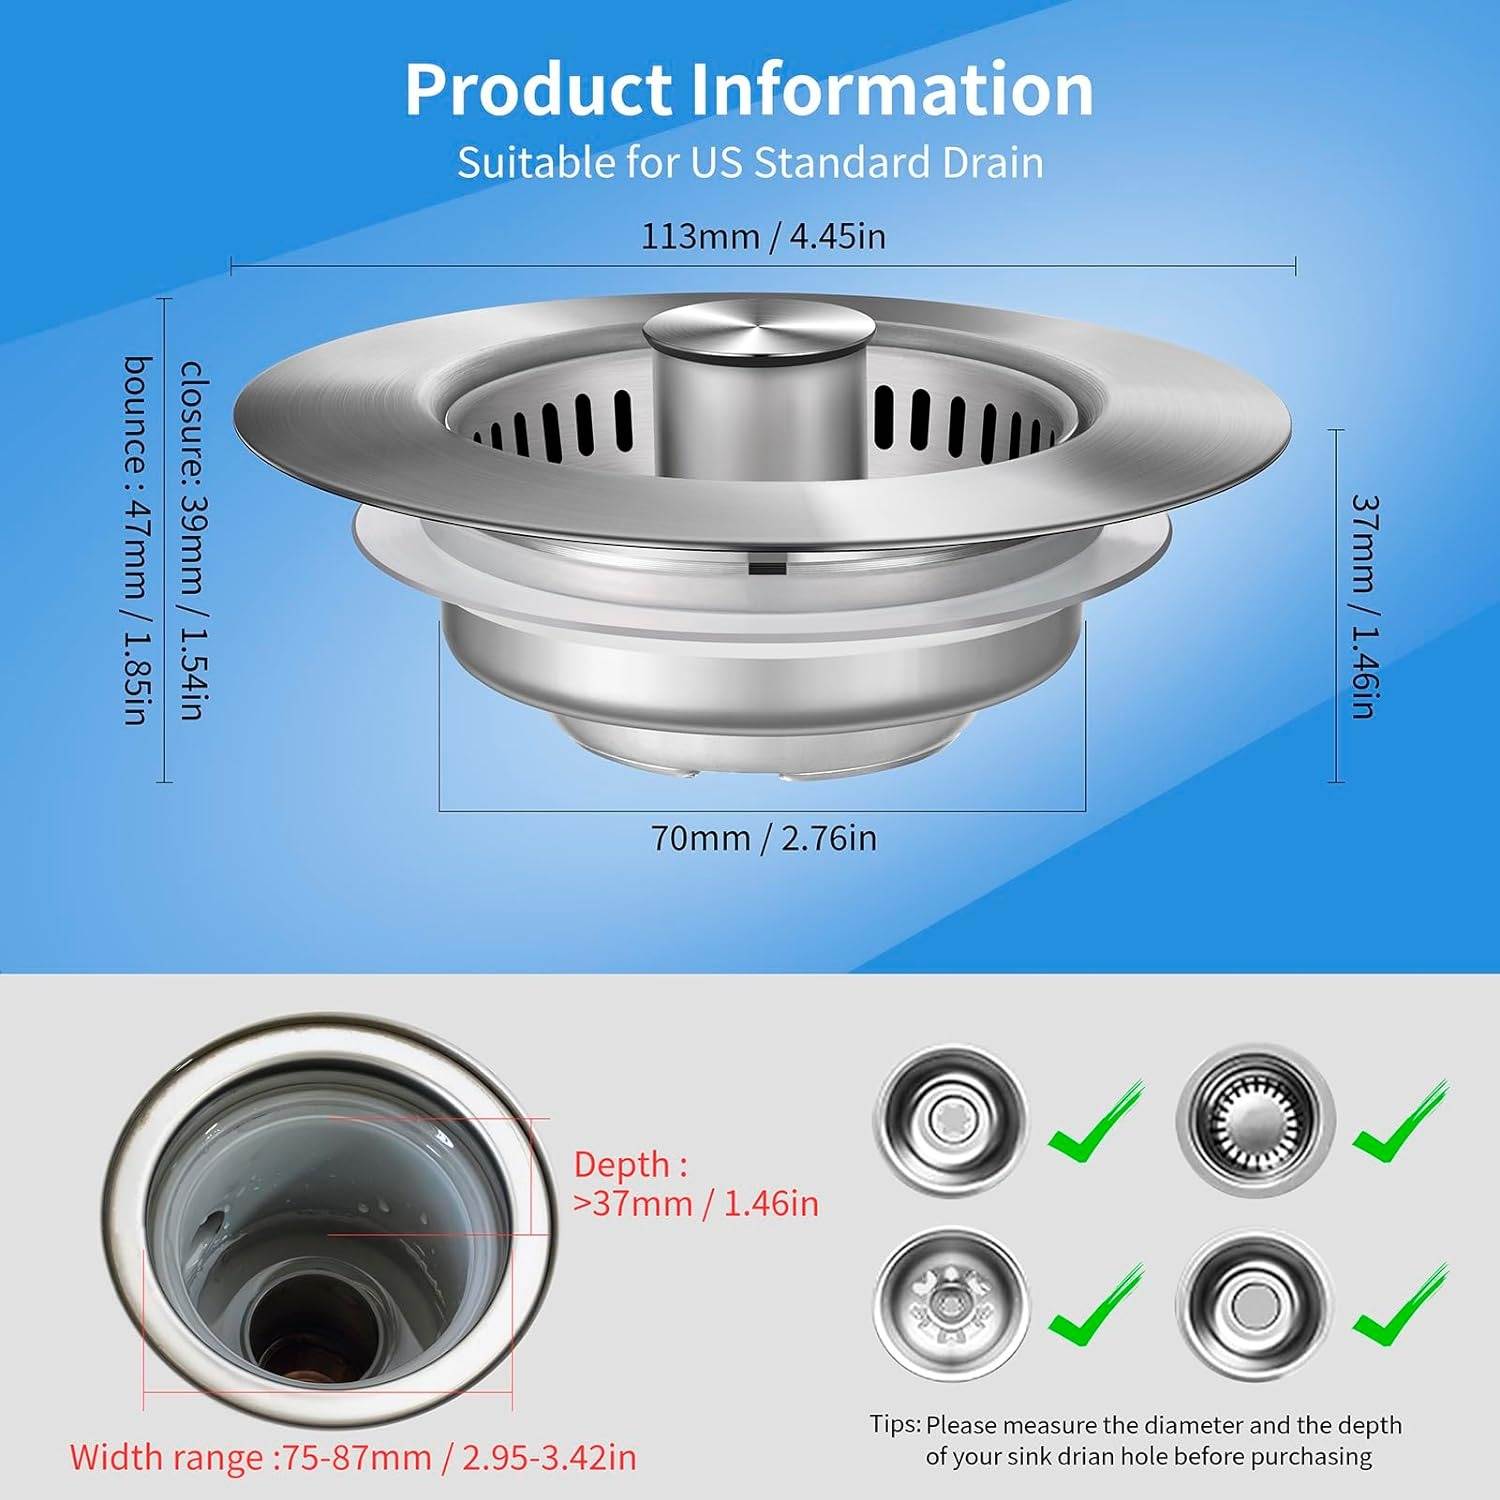 Product Information
Suitable for US Standard Drain
113mm / 4.45in
closure: 39mm / 1.54in
bounce : 47mm / 1.85in
37mm / 1.46in
70mm / 2.76in
Depth :
>37mm / 1.46in
Width range :75-87mm / 2.95-3.42in
Tips: Please measure the diameter and the depth
of your sink drian hole before purchasing